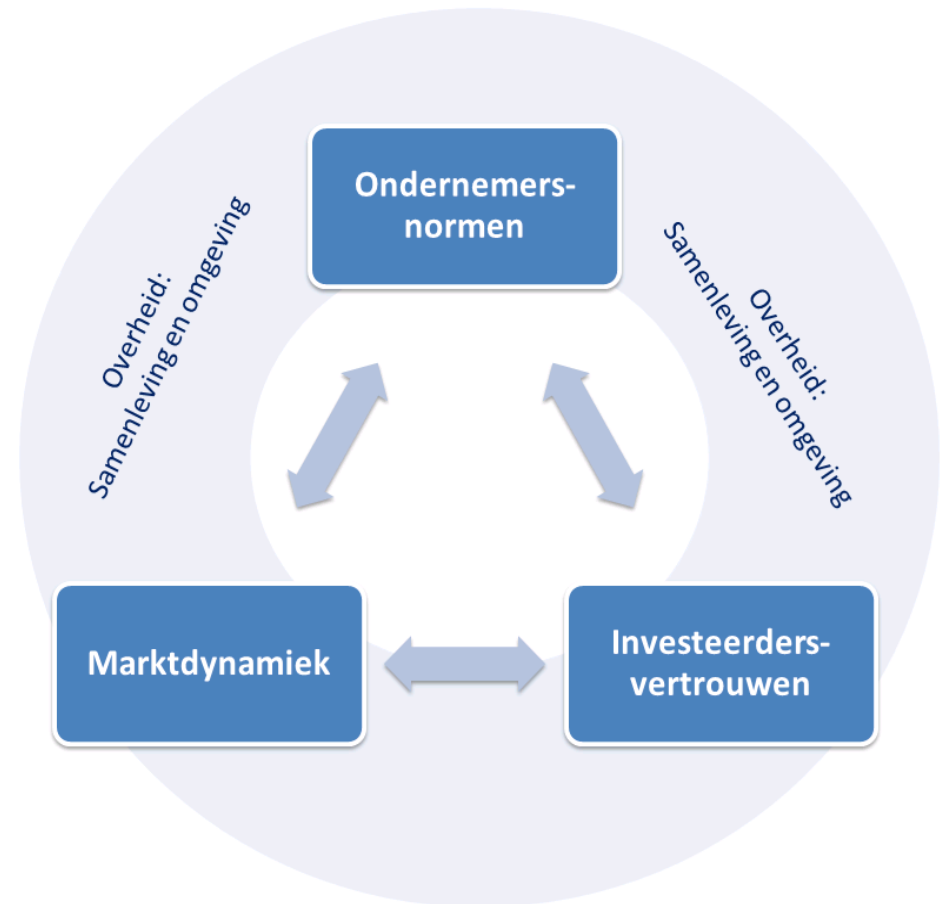 Ondernemers-
normen
Overheid:
Samenleving en omgeving
Overheid:
Samenleving en omgeving
Marktdynamiek
Investeerders-
vertrouwen